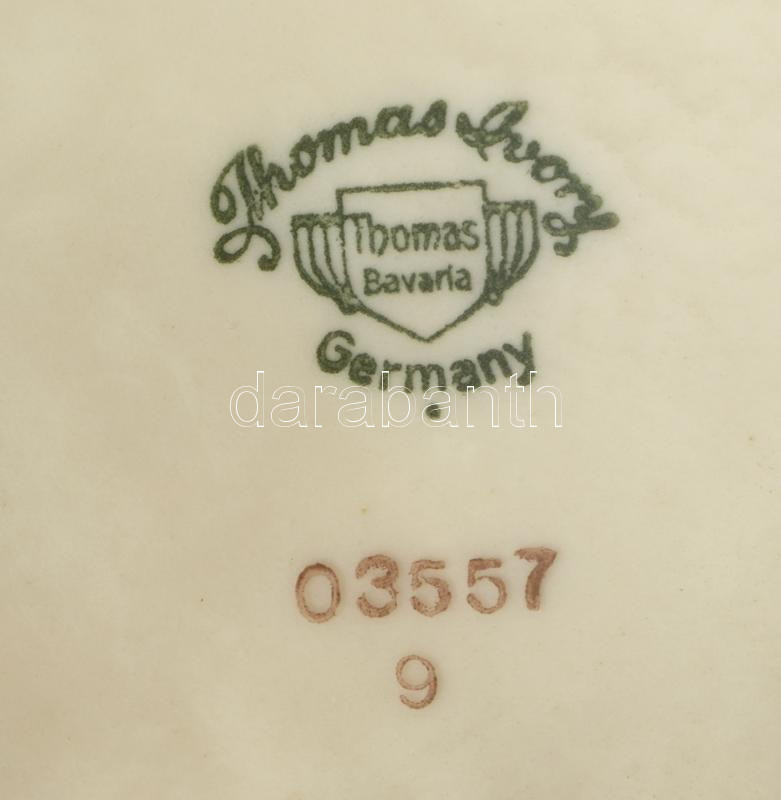 Thomas Ivory
Thomas
Bavaria
Germany
darabanth
03557
9